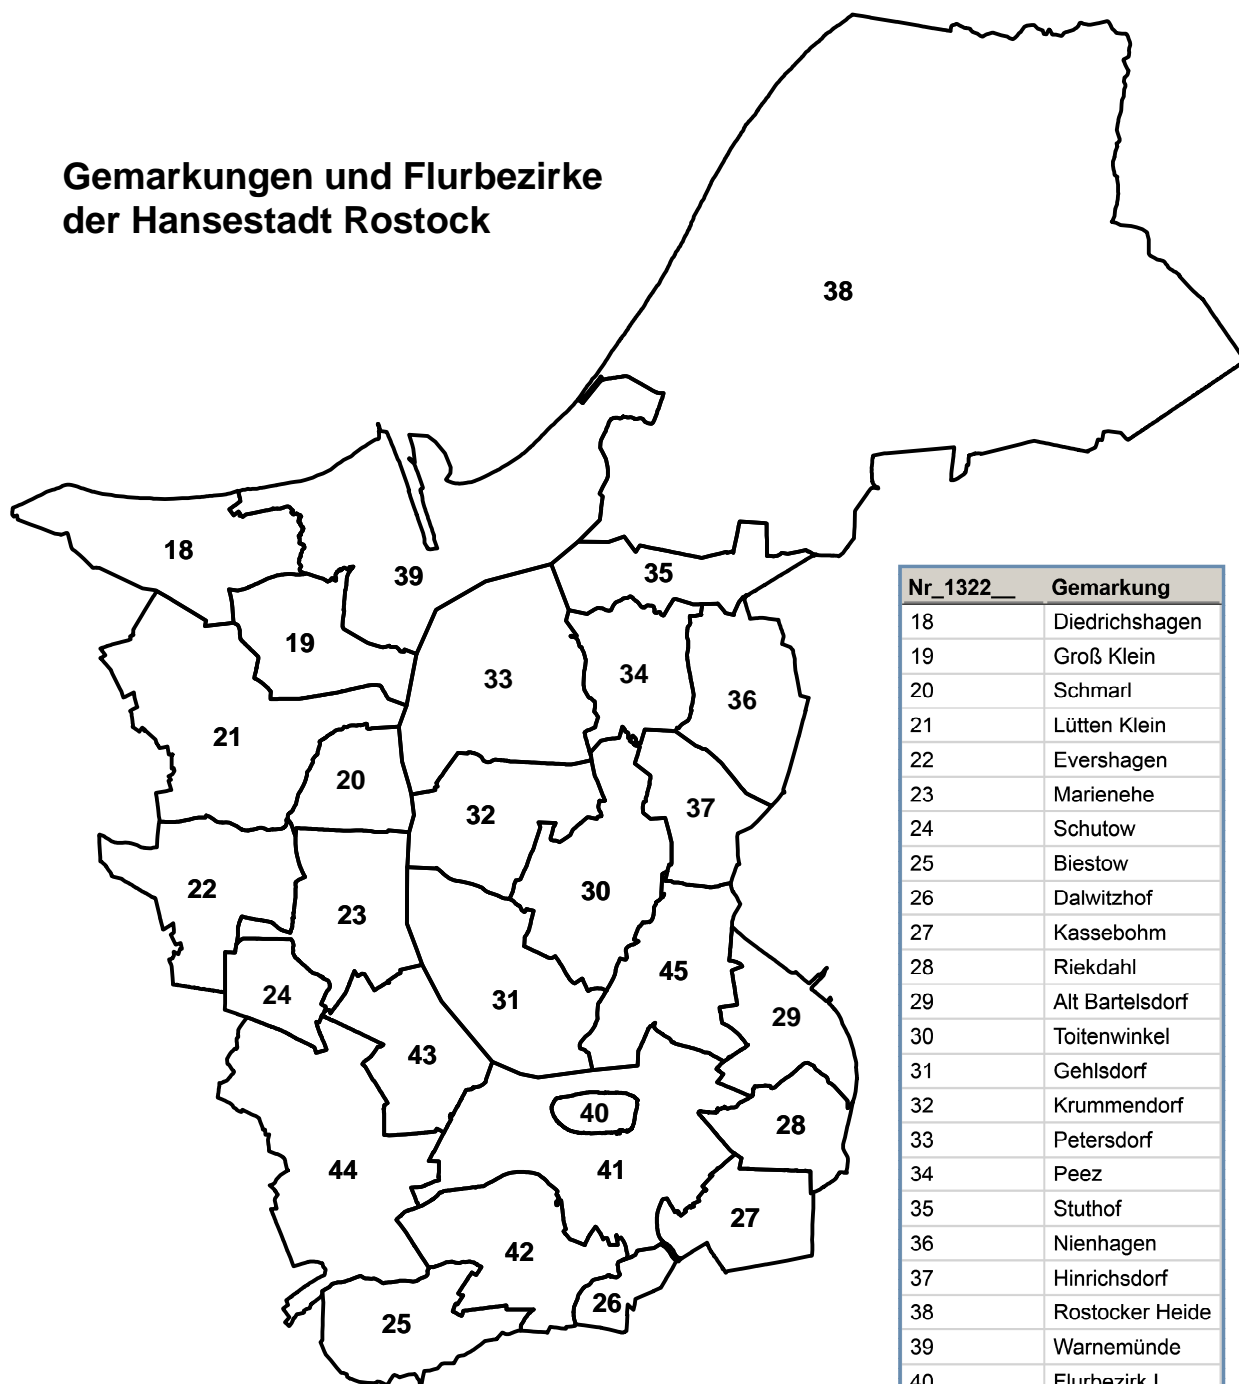 Gemarkungen und Flurbezirke
der Hansestadt Rostock
38
18
39
35
19
33
34
36
21
20
32
37
22
30
23
45
24
31
29
43
40
28
44
41
27
42
26
25
Nr_1322__ Gemarkung
18 Diedrichshagen
19 Groß Klein
20 Schmarl
21 Lütten Klein
22 Evershagen
23 Marienehe
24 Schutow
25 Biestow
26 Dalwitzhof
27 Kassebohm
28 Riekdahl
29 Alt Bartelsdorf
30 Toitenwinkel
31 Gehlsdorf
32 Krummendorf
33 Petersdorf
34 Peez
35 Stuthof
36 Nienhagen
37 Hinrichsdorf
38 Rostocker Heide
39 Warnemünde
40 Flurbezirk I